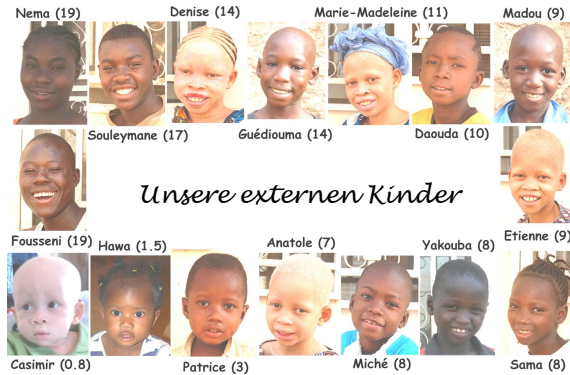 Nema (19)
Denise (14)
Marie-Madeleine (11)
Madou (9)
Souleymane (17)
Guédiouma (14)
Daouda (10)
Unsere externen Kinder
Fousseni (19)
Hawa (1.5)
Anatole (7)
Yakouba (8)
Etienne (9)
Casimir (0.8)
Patrice (3)
Miché (8)
Sama (8)